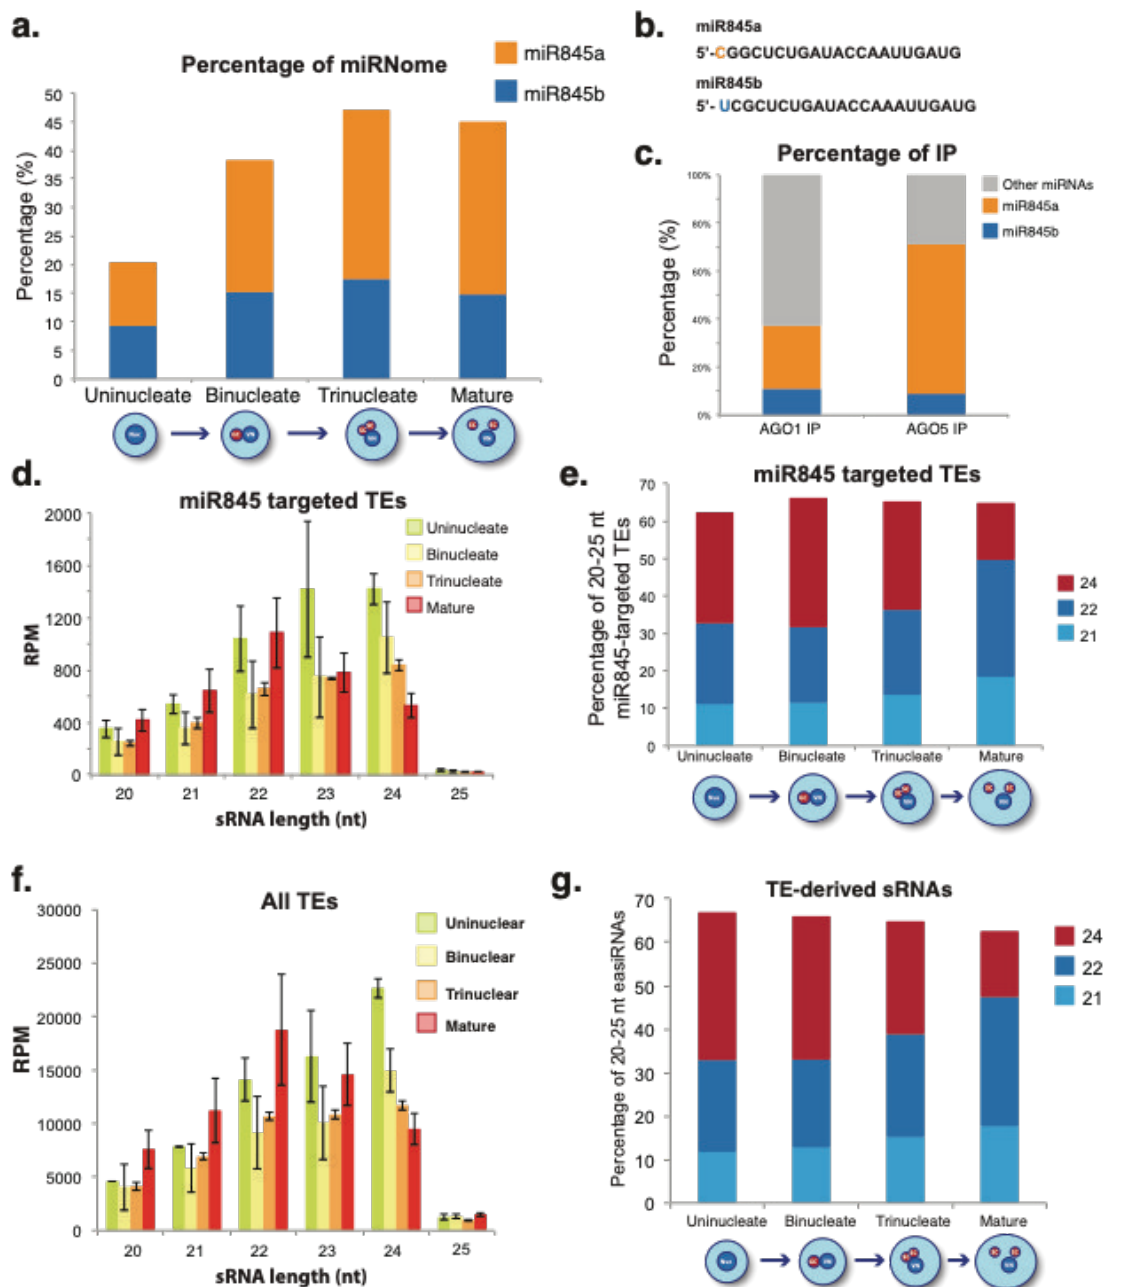 a.
Percentage of miRNome
miR845a
miR845b
Percentage (%)
50
45
40
35
30
25
20
15
10
5
0
Uninucleate Binucleate Trinucleate Mature
b.
miR845a
5'-CGGCUCUGAUACCAAUUGAUG
miR845b
5'- UCGCUCUGAUACCAAAUUGAUG
c.
Percentage of IP
Other miRNAs
miR845a
miR845b
Percentage (%)
100%
80%
60%
40%
20%
0%
AGO1 IP AGO5 IP
d.
miR845 targeted TEs
Uninucleate
Binucleate
Trinucleate
Mature
RPM
2000
1600
1200
800
400
0
20 21 22 23 24 25
sRNA length (nt)
e.
miR845 targeted TEs
Percentage of 20-25 nt
miR845-targeted TEs
70
60
50
40
30
20
10
0
24
22
21
Uninucleate Binucleate Trinucleate Mature
f.
All TEs
Uninuclear
Binuclear
Trinuclear
Mature
RPM
30000
25000
20000
15000
10000
5000
0
20 21 22 23 24 25
sRNA length (nt)
g.
TE-derived sRNAs
Percentage of 20-25 nt easiRNAs
70
60
50
40
30
20
10
0
24
22
21
Uninucleate Binucleate Trinucleate Mature